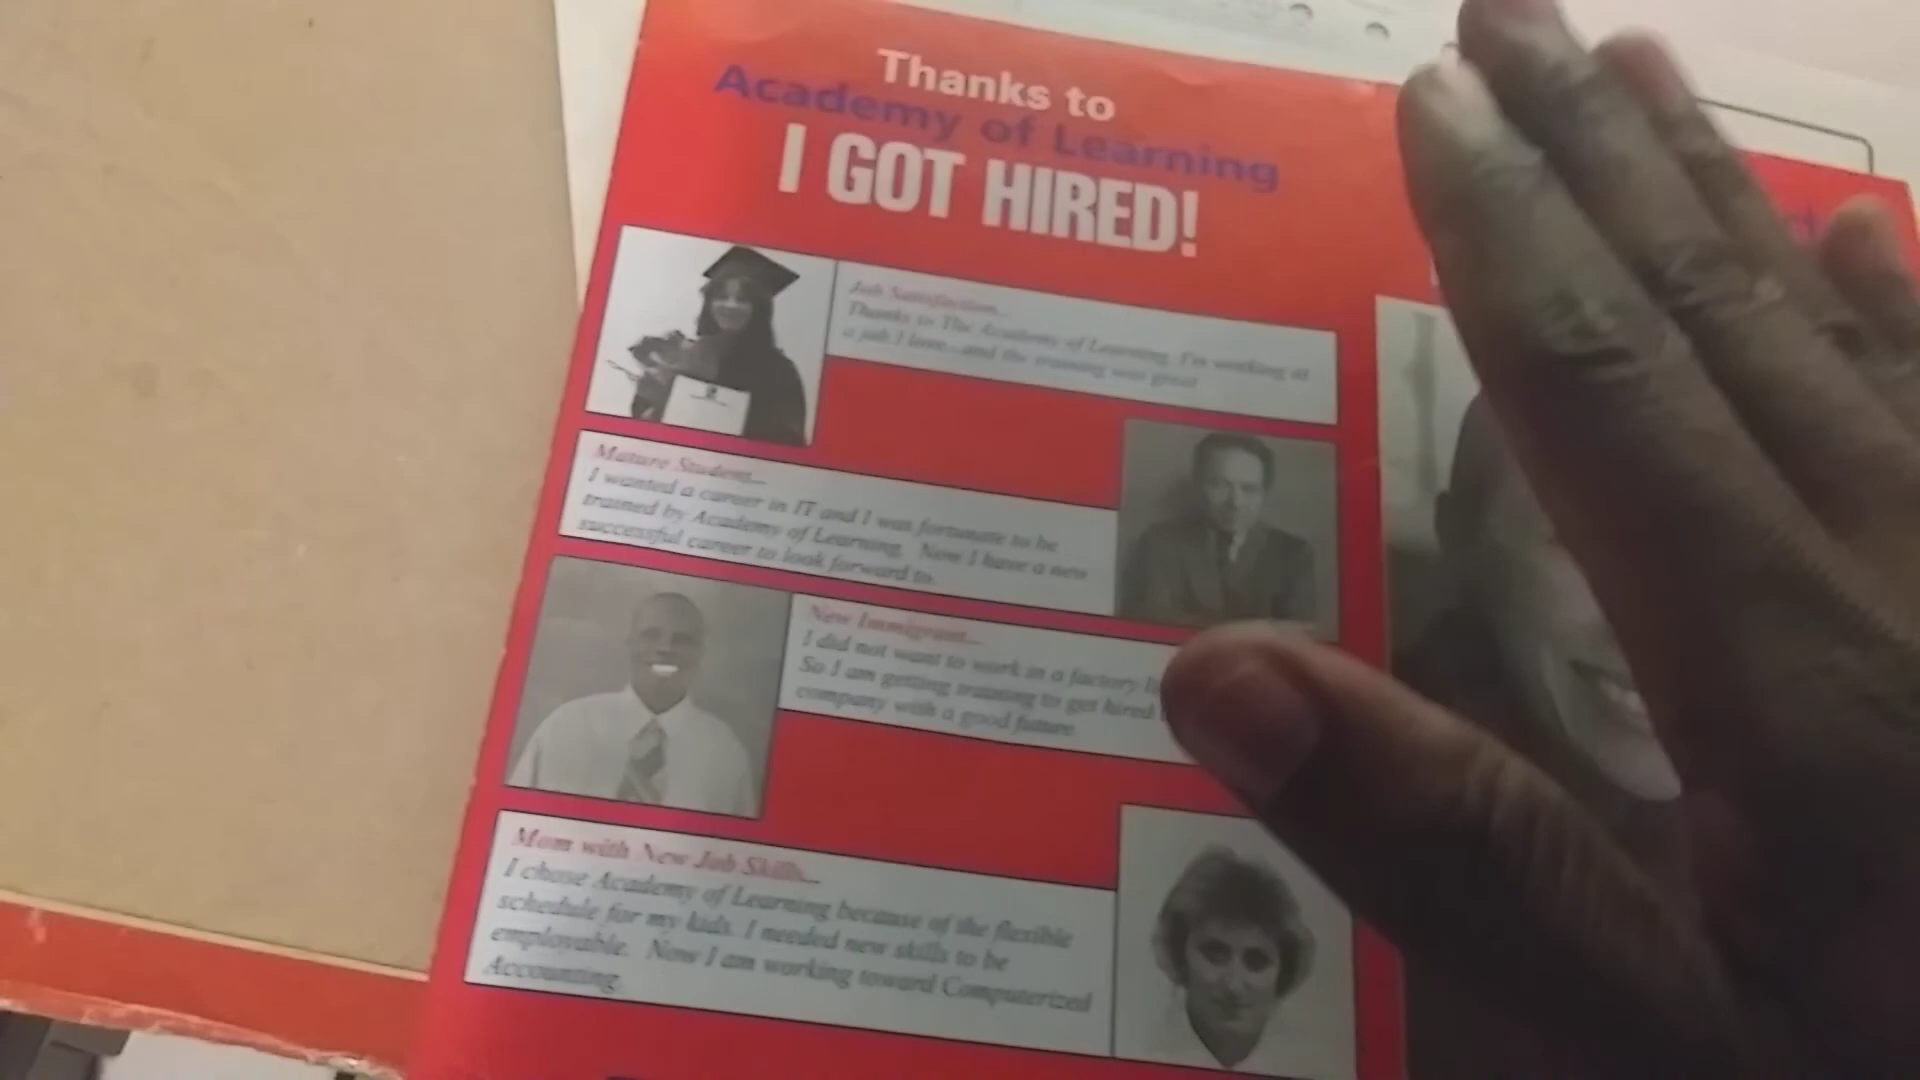 Thanks to
Academy of Learning
I GOT HIRED!
Job Satisfaction...
Thanks to The Academy of Learning, I'm working at
a job I love...and the training was great
Mature Student...
I wanted a career in IT and I was fortunate to be
trained by Academy of Learning. Now I have a new
successful career to look forward to.
New Immigrant...
I did not want to work in a factory
So I am getting training to get hired
company with a good future.
Mom with New Job Skills...
I chose Academy of Learning because of the flexible
schedule for my kids. I needed new skills to be
employable. Now I am working toward Computerized
Accounting.